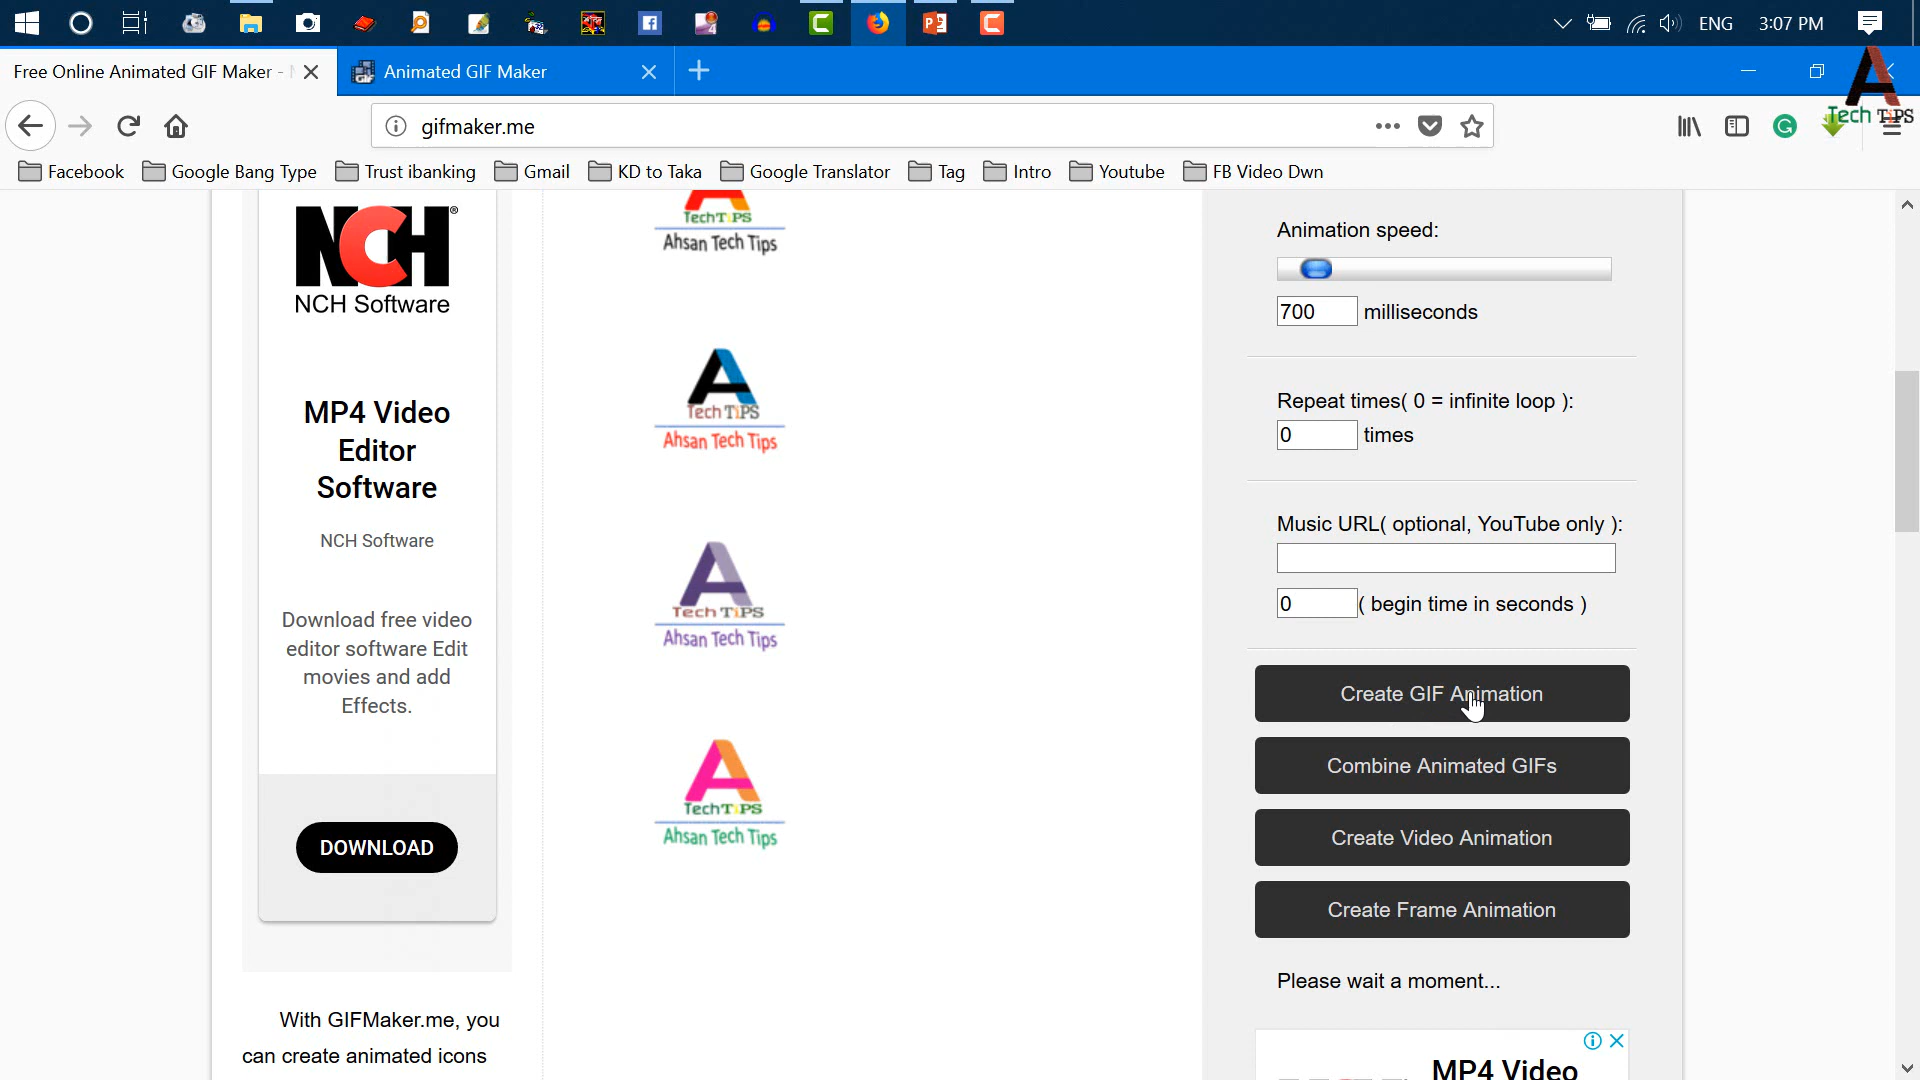 ENG 3:07 PM
Free Online Animated GIF Maker -
Animated GIF Maker
Tech TiPS
gifmaker.me
Facebook Google Bang Type Trust ibanking Gmail KD to Taka Google Translator Tag Intro Youtube FB Video Dwn
NCH®
NCH Software
MP4 Video
Editor
Software
NCH Software
Download free video
editor software Edit
movies and add
Effects.
DOWNLOAD
With GIFMaker.me, you
can create animated icons
TechTiPS
Ahsan Tech Tips
Tech TiPS
Ahsan Tech Tips
Tech TiPS
Ahsan Tech Tips
TechTiPS
Ahsan Tech Tips
Animation speed:
700 milliseconds
Repeat times( 0 = infinite loop ):
0 times
Music URL( optional, YouTube only ):
0 ( begin time in seconds )
Create GIF Animation
Combine Animated GIFs
Create Video Animation
Create Frame Animation
Please wait a moment...
MP4 Video